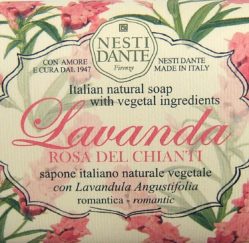 NESTI
DANTE
Firenze
CON AMORE
E CURA DAL 1947
NESTI DANTE
MADE IN ITALY
Italian natural soap
with vegetal ingredients
Lavanda
ROSA DEL CHIANTI
sapone italiano naturale vegetale
con Lavandula Angustifolia
romantica - romantic